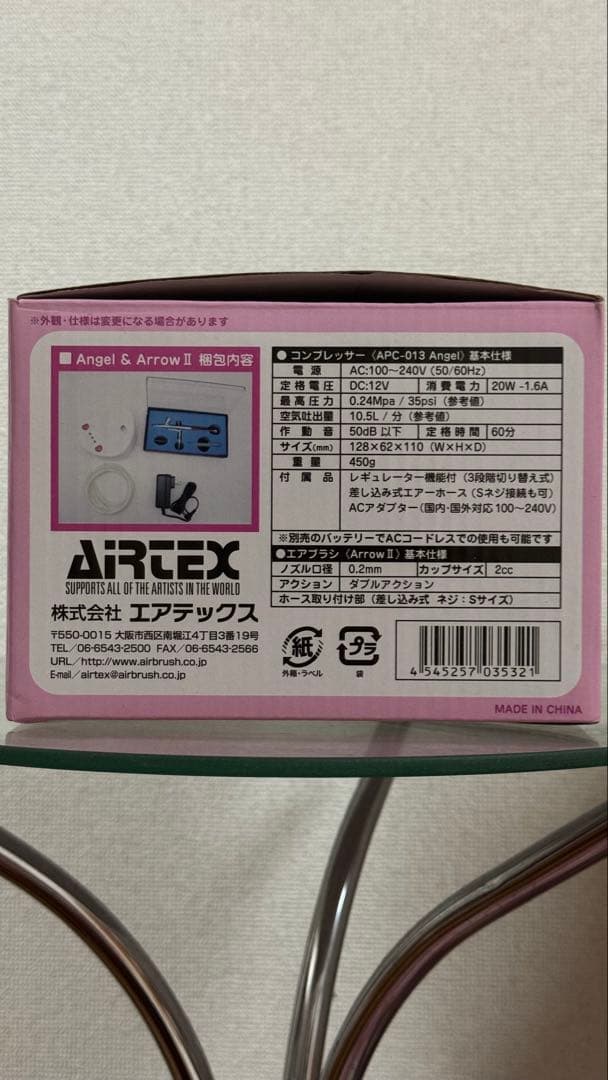 ※外観・仕様は変更になる場合があります
■ Angel & Arrow Ⅱ 梱包内容
AIRTEX
SUPPORTS ALL OF THE ARTISTS IN THE WORLD
株式会社 エアテックス
〒550-0015 大阪市西区南堀江4丁目3番19号
TEL/06-6543-2500 FAX/06-6543-2566
URL/http://www.airbrush.co.jp
E-mail/airtex@airbrush.co.jp
●コンプレッサー〈APC-013 Angel〉基本仕様
電源 AC:100〜240V (50/60Hz)
定格電圧 DC:12V 消費電力 20W -1.6A
最高圧力 0.24Mpa / 35psi (参考値)
空気吐出量 10.5L / 分 (参考値)
作動音 50dB 以下 定格時間 60分
サイズ(mm) 128×62×110 (W×H×D)
重量 450g
付属品 レギュレーター機能付 (3段階切り替え式)
差し込み式エアーホース (Sネジ接続も可)
ACアダプター (国内・国外対応 100〜240V)
※別売のバッテリーでACコードレスでの使用も可能です
●エアブラシ〈Arrow Ⅱ〉基本仕様
ノズル口径 0.2mm カップサイズ 2cc
アクション ダブルアクション
ホース取り付け部 (差し込み式 ネジ:Sサイズ)
紙
外箱・ラベル
プラ
袋
4 545257 035321
MADE IN CHINA